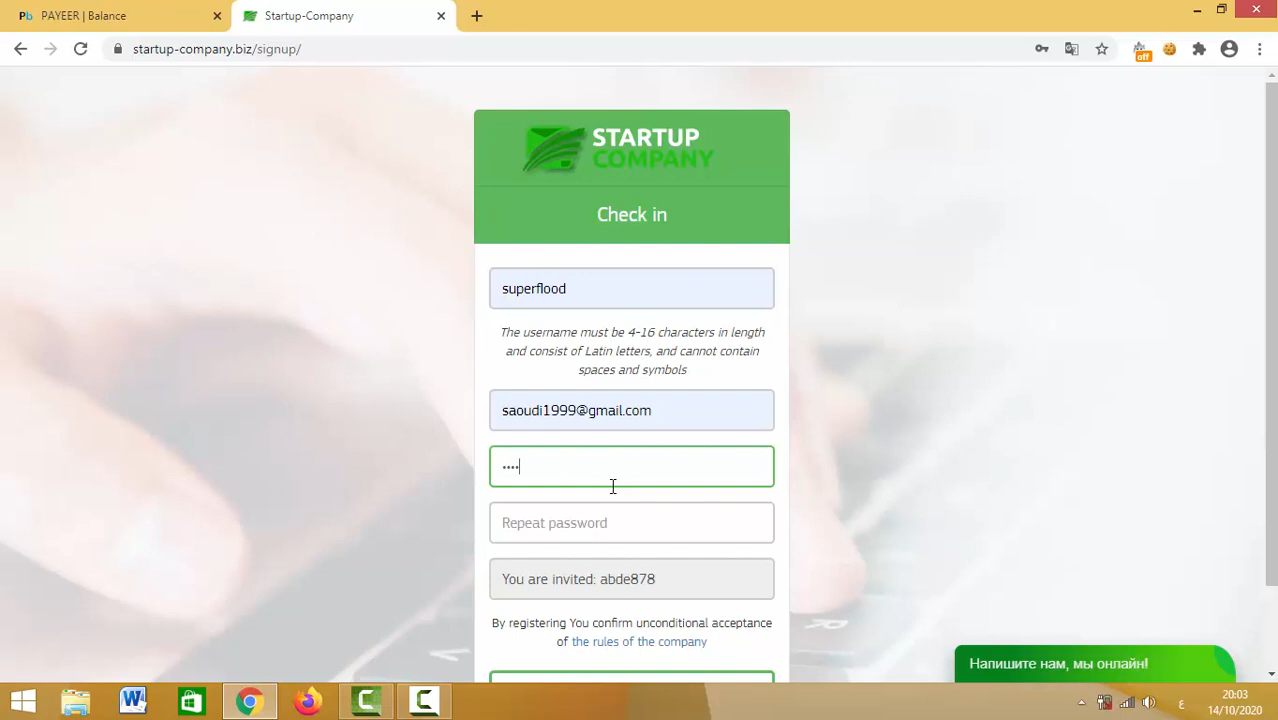 PAYEER | Balance
Startup-Company
startup-company.biz/signup/
off
STARTUP
COMPANY
Check in
superflood
The username must be 4-16 characters in length
and consist of Latin letters, and cannot contain
spaces and symbols
saoudi1999@gmail.com
Repeat password
You are invited: abde878
By registering You confirm unconditional acceptance
of the rules of the company
Напишите нам, мы онлайн!
20:03
ع
14/10/2020